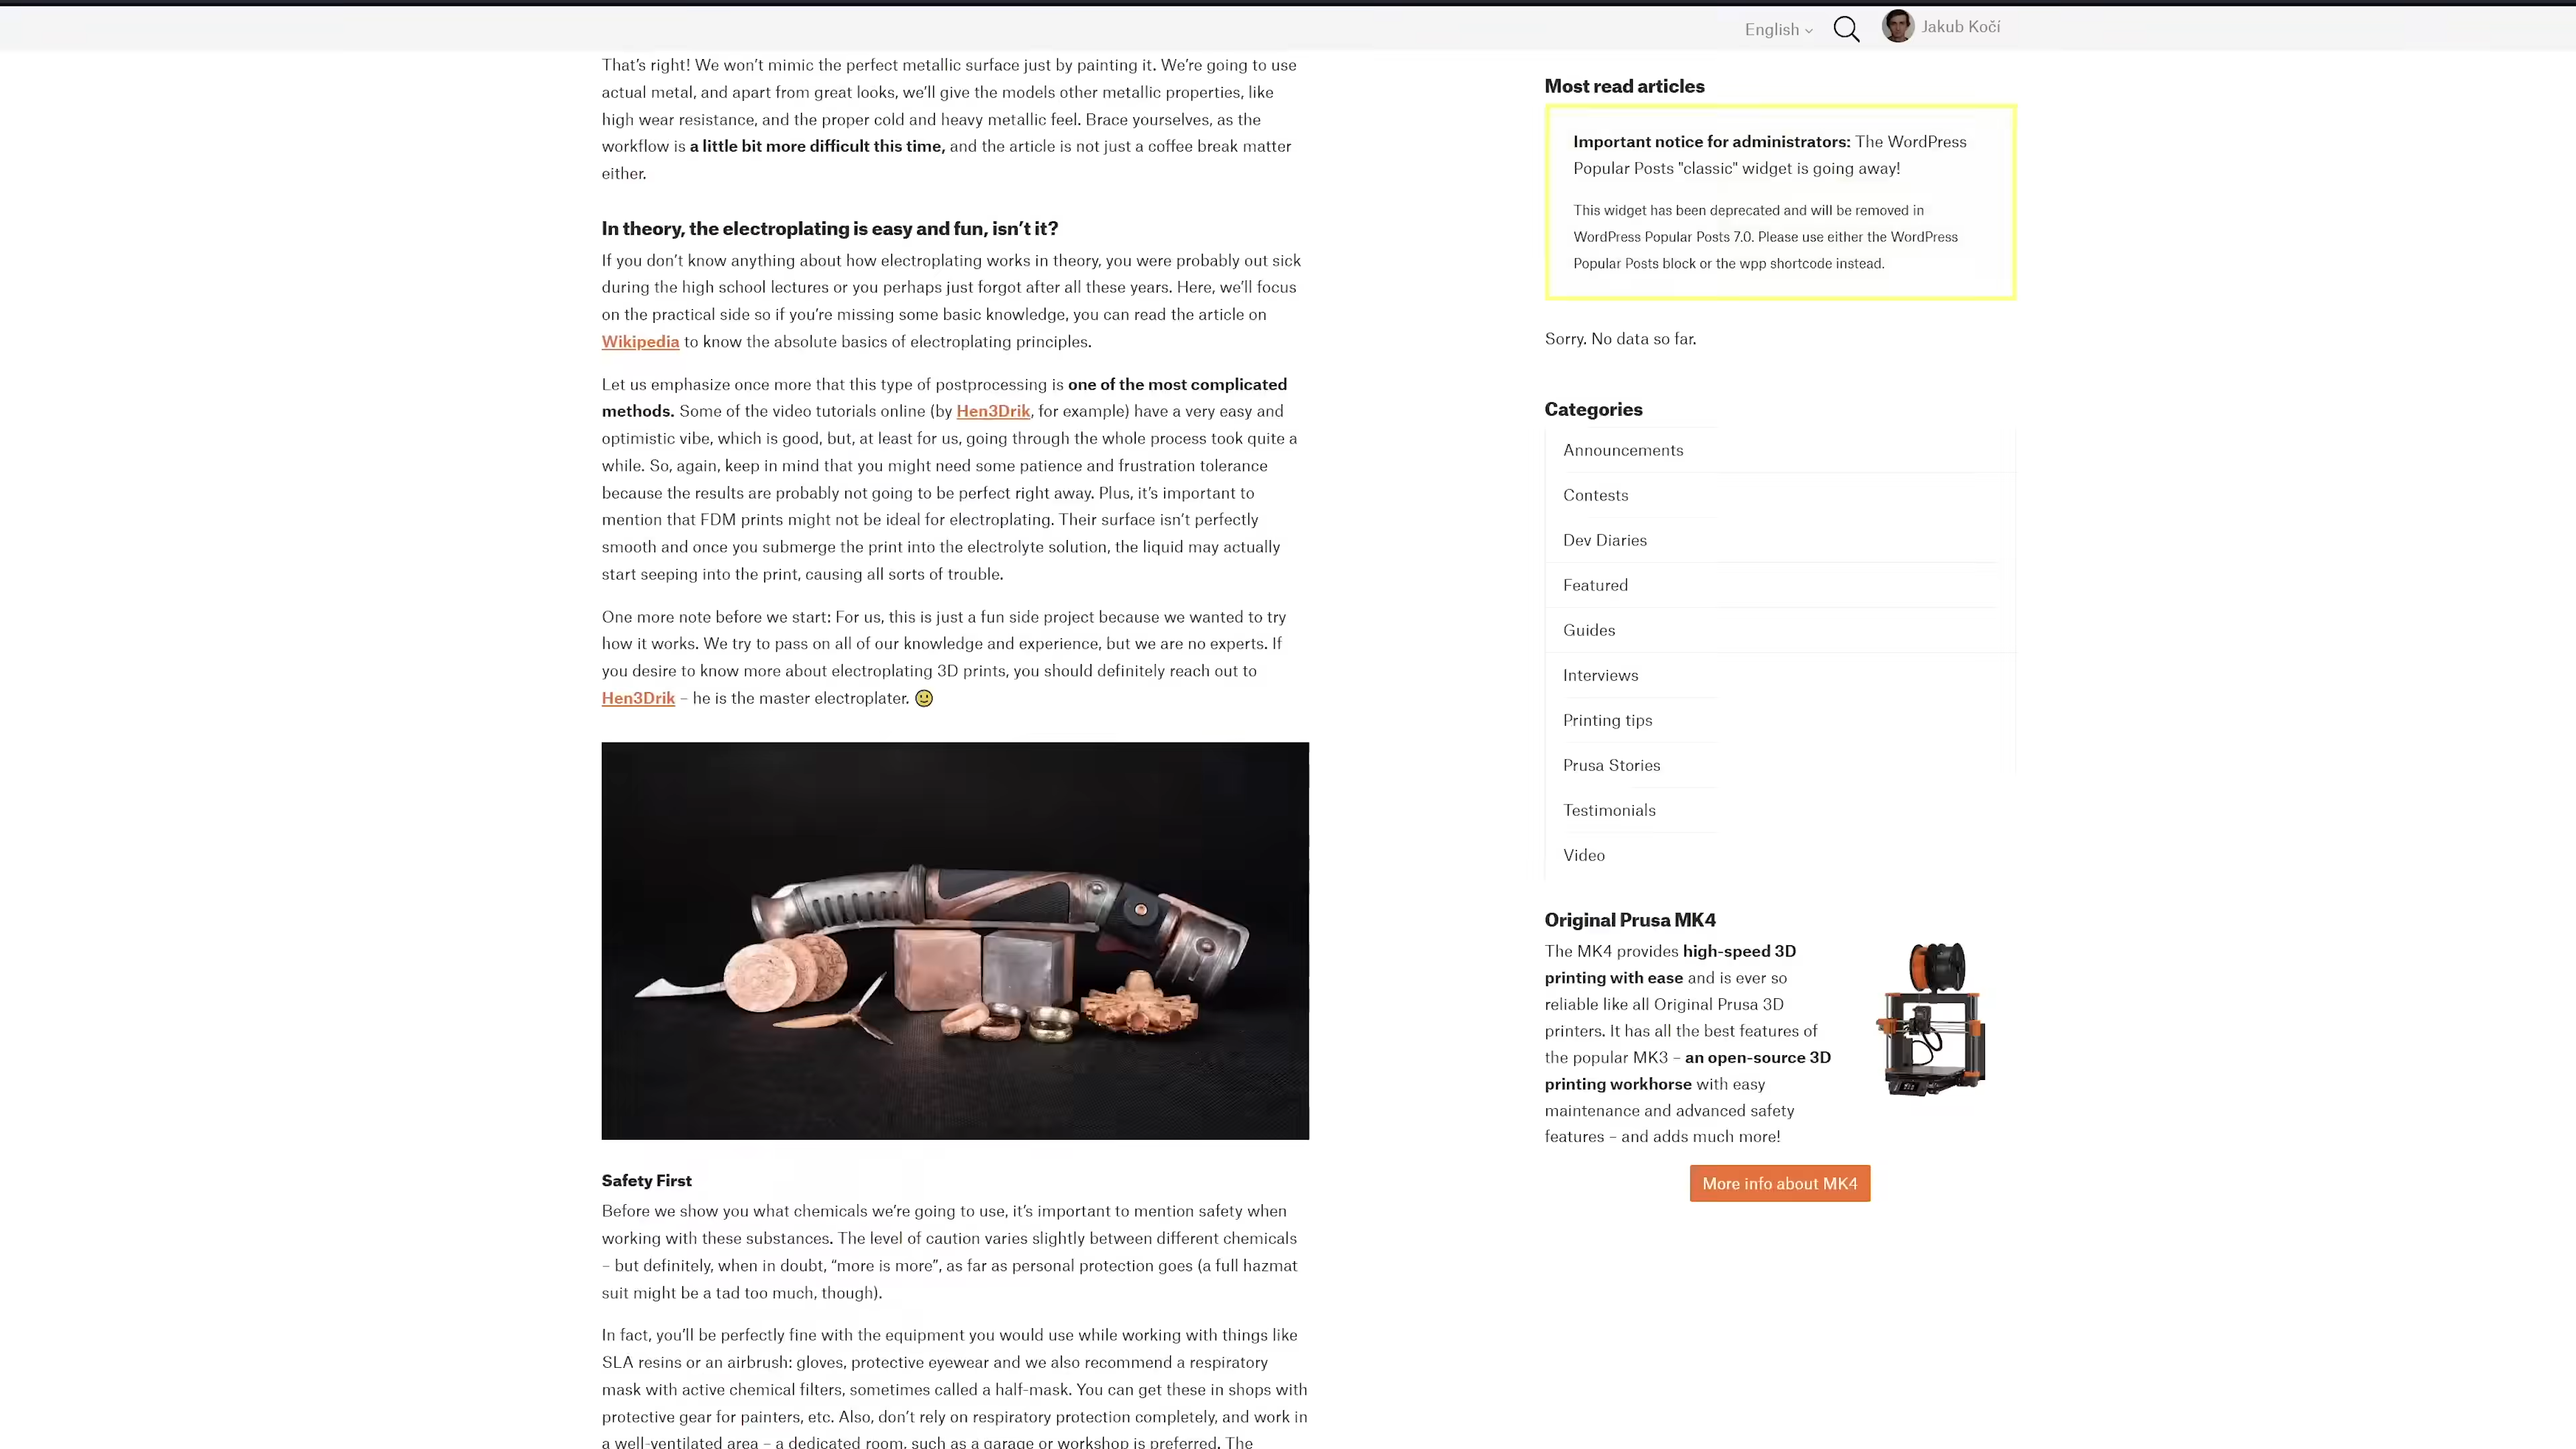 English
Jakub Kočí
That's right! We won't mimic the perfect metallic surface just by painting it. We're going to use
actual metal, and apart from great looks, we'll give the models other metallic properties, like
high wear resistance, and the proper cold and heavy metallic feel. Brace yourselves, as the
workflow is a little bit more difficult this time, and the article is not just a coffee break matter
either.
In theory, the electroplating is easy and fun, isn't it?
If you don't know anything about how electroplating works in theory, you were probably out sick
during the high school lectures or you perhaps just forgot after all these years. Here, we'll focus
on the practical side so if you're missing some basic knowledge, you can read the article on
Wikipedia to know the absolute basics of electroplating principles.
Let us emphasize once more that this type of postprocessing is one of the most complicated
methods. Some of the video tutorials online (by Hen3Drik, for example) have a very easy and
optimistic vibe, which is good, but, at least for us, going through the whole process took quite a
while. So, again, keep in mind that you might need some patience and frustration tolerance
because the results are probably not going to be perfect right away. Plus, it's important to
mention that FDM prints might not be ideal for electroplating. Their surface isn't perfectly
smooth and once you submerge the print into the electrolyte solution, the liquid may actually
start seeping into the print, causing all sorts of trouble.
One more note before we start: For us, this is just a fun side project because we wanted to try
how it works. We try to pass on all of our knowledge and experience, but we are no experts. If
you desire to know more about electroplating 3D prints, you should definitely reach out to
Hen3Drik – he is the master electroplater.
Safety First
Before we show you what chemicals we're going to use, it's important to mention safety when
working with these substances. The level of caution varies slightly between different chemicals
– but definitely, when in doubt, “more is more”, as far as personal protection goes (a full hazmat
suit might be a tad too much, though).
In fact, you'll be perfectly fine with the equipment you would use while working with things like
SLA resins or an airbrush: gloves, protective eyewear and we also recommend a respiratory
mask with active chemical filters, sometimes called a half-mask. You can get these in shops with
protective gear for painters, etc. Also, don't rely on respiratory protection completely, and work in
a well-ventilated area – a dedicated room, such as a garage or workshop is preferred. The
Most read articles
Important notice for administrators: The WordPress
Popular Posts "classic" widget is going away!
This widget has been deprecated and will be removed in
WordPress Popular Posts 7.0. Please use either the WordPress
Popular Posts block or the wpp shortcode instead.
Sorry. No data so far.
Categories
Announcements
Contests
Dev Diaries
Featured
Guides
Interviews
Printing tips
Prusa Stories
Testimonials
Video
Original Prusa MK4
The MK4 provides high-speed 3D
printing with ease and is ever so
reliable like all Original Prusa 3D
printers. It has all the best features of
the popular MK3 – an open-source 3D
printing workhorse with easy
maintenance and advanced safety
features – and adds much more!
More info about MK4